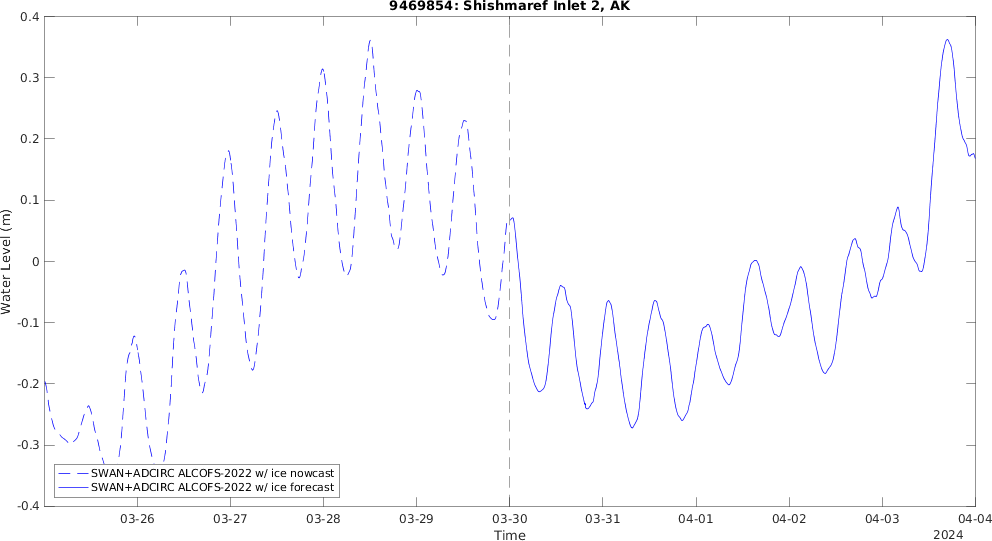 9469854: Shishmaref Inlet 2, AK
0.4
0.3
0.2
0.1
0
-0.1
-0.2
-0.3
-0.4
Water Level (m)
SWAN+ADCIRC ALCOFS-2022 w/ ice nowcast
SWAN+ADCIRC ALCOFS-2022 w/ ice forecast
03-26 03-27 03-28 03-29 03-30 03-31 04-01 04-02 04-03 04-04
Time
2024